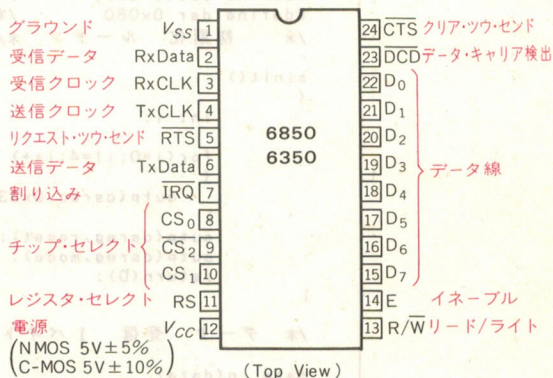 グラウンド VSS 1
受信データ RxData 2
受信クロック RxCLK 3
送信クロック TxCLK 4
リクエスト・ツウ・センド R̅T̅S̅ 5
送信データ TxData 6
割り込み I̅R̅Q̅ 7
チップ・セレクト
CS0 8
C̅S̅2 9
CS1 10
レジスタ・セレクト RS 11
電源 VCC 12
(NMOS 5V±5%
C-MOS 5V±10%)
6850
6350
24 C̅T̅S̅ クリア・ツウ・センド
23 D̅C̅D̅ データ・キャリア検出
22 D0
21 D1
20 D2
19 D3
データ線
18 D4
17 D5
16 D6
15 D7
14 E イネーブル
13 R/W̅ リード/ライト
(Top View)